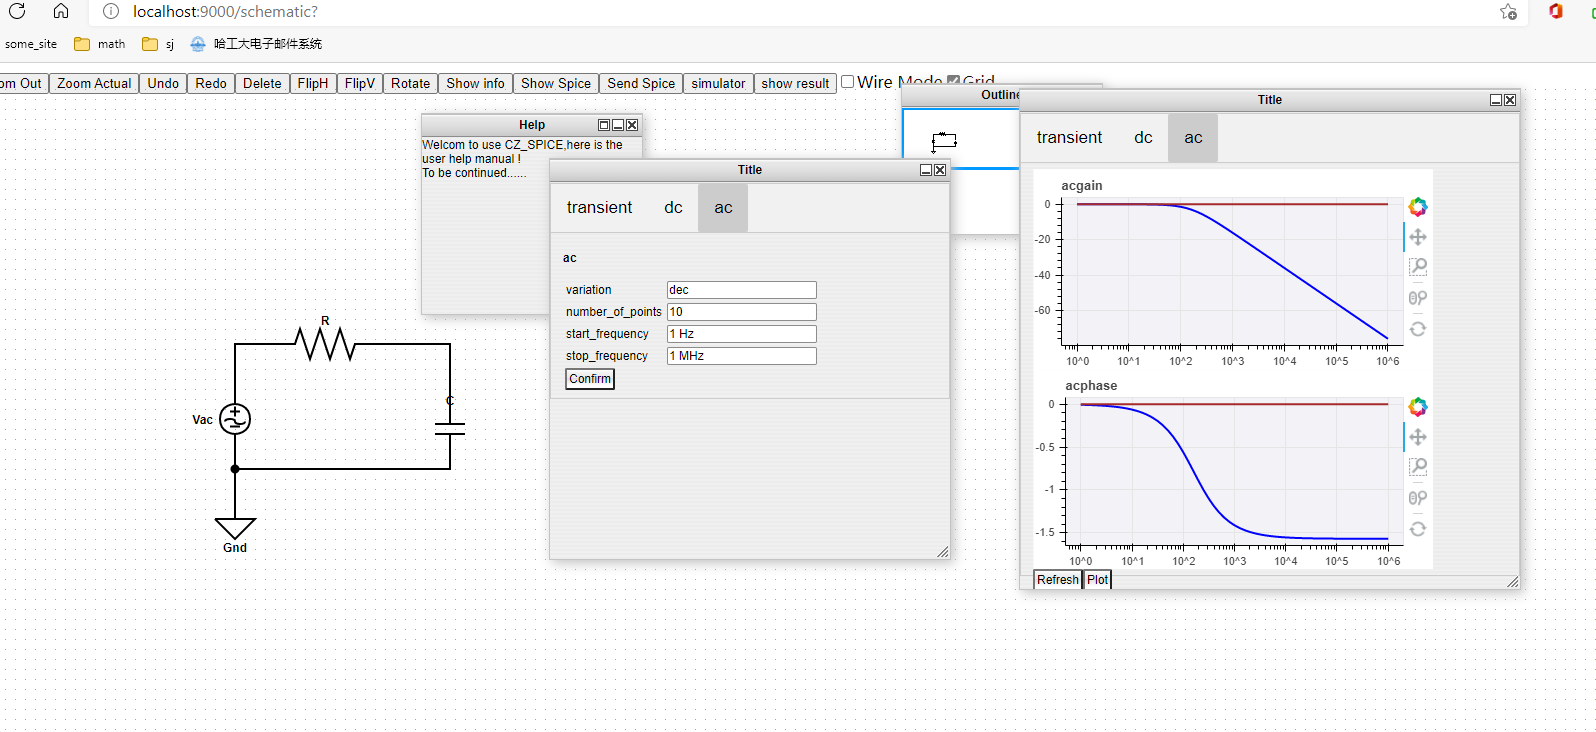 localhost:9000/schematic?
some_site math sj 哈工大电子邮件系统
om Out Zoom Actual Undo Redo Delete FlipH FlipV Rotate Show info Show Spice Send Spice simulator show result Wire Mode Grid
Outline
Help
Welcom to use CZ_SPICE,here is the
user help manual !
To be continued......
Title
transient dc ac
ac
variation dec
number_of_points 10
start_frequency 1 Hz
stop_frequency 1 MHz
Confirm
R
C
Vac
Gnd
Title
transient dc ac
acgain
0
-20
-40
-60
10^0 10^1 10^2 10^3 10^4 10^5 10^6
acphase
0
-0.5
-1
-1.5
10^0 10^1 10^2 10^3 10^4 10^5 10^6
Refresh Plot